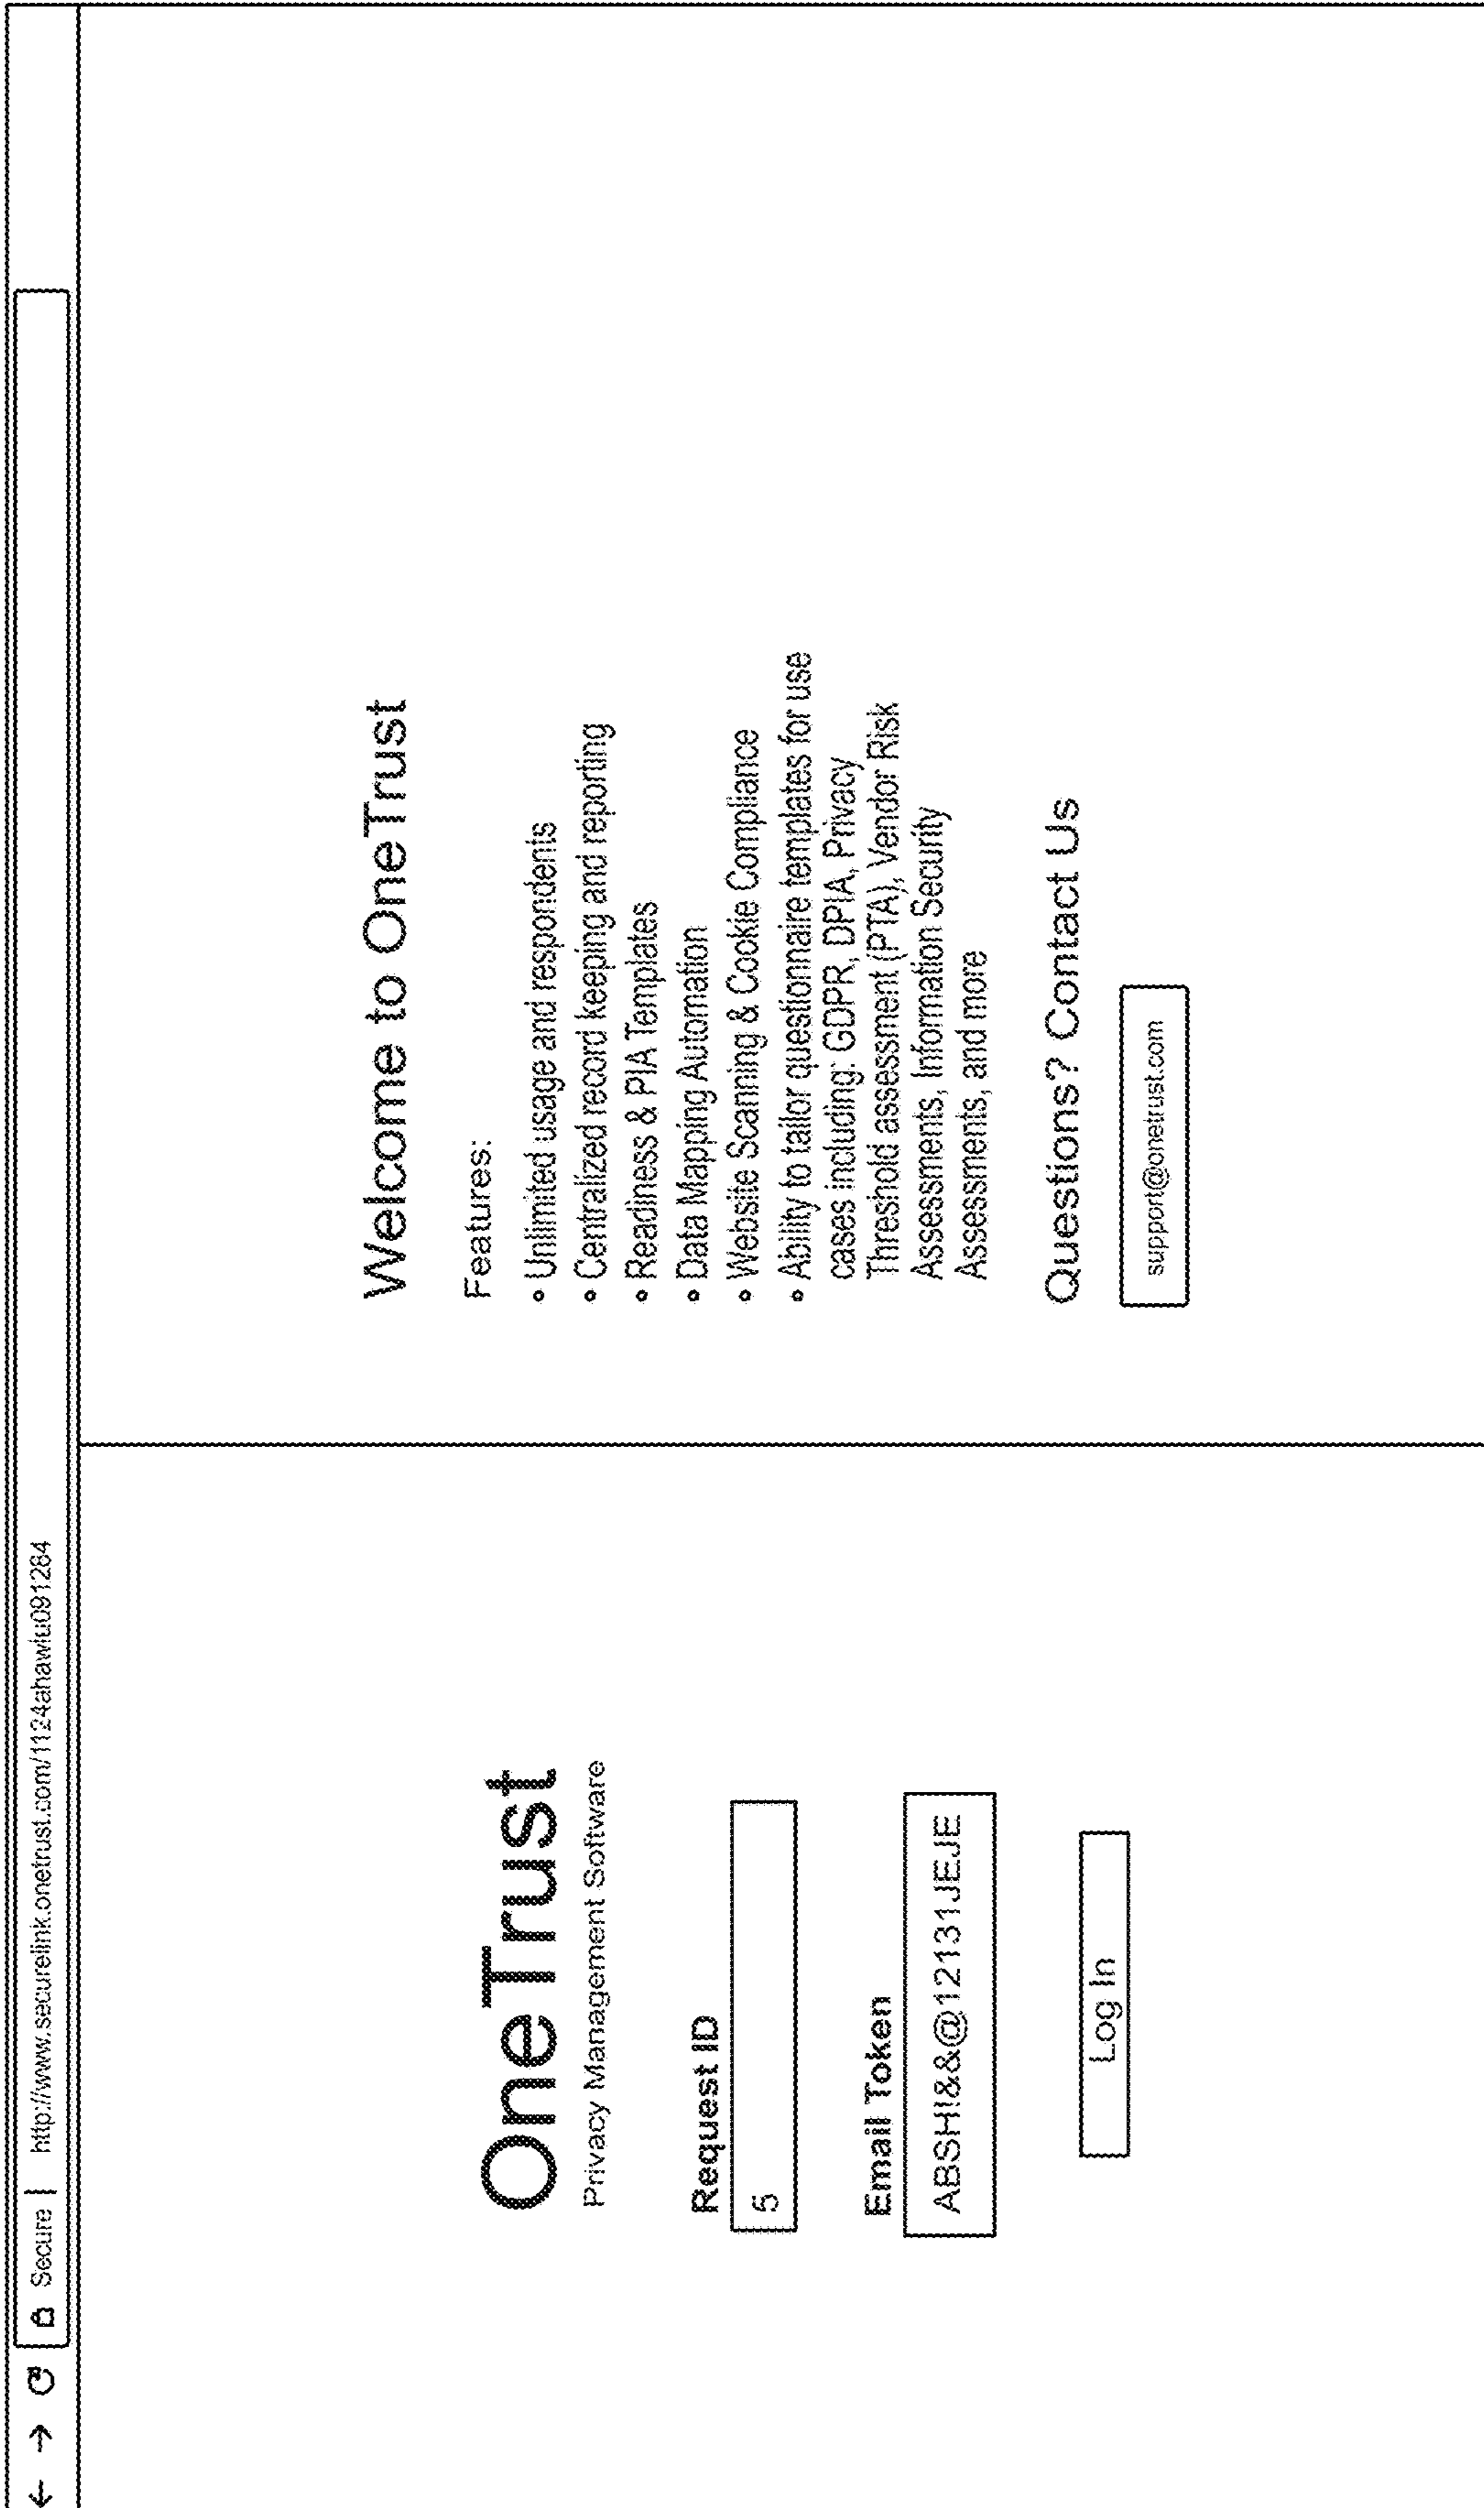 Secure | http://www.securelink.onetrust.com/1124ahawiu091284
OneTrust
Privacy Management Software
Request ID
5
Email Token
ABSHI&&@12131JEJE
Log In
Welcome to OneTrust
Features:
• Unlimited usage and respondents
• Centralized record keeping and reporting
• Readiness & PIA Templates
• Data Mapping Automation
• Website Scanning & Cookie Compliance
• Ability to tailor questionnaire templates for use
cases including: GDPR, DPIA, Privacy
Threshold assessment (PTA), Vendor Risk
Assessments, Information Security
Assessments, and more
Questions? Contact Us
support@onetrust.com